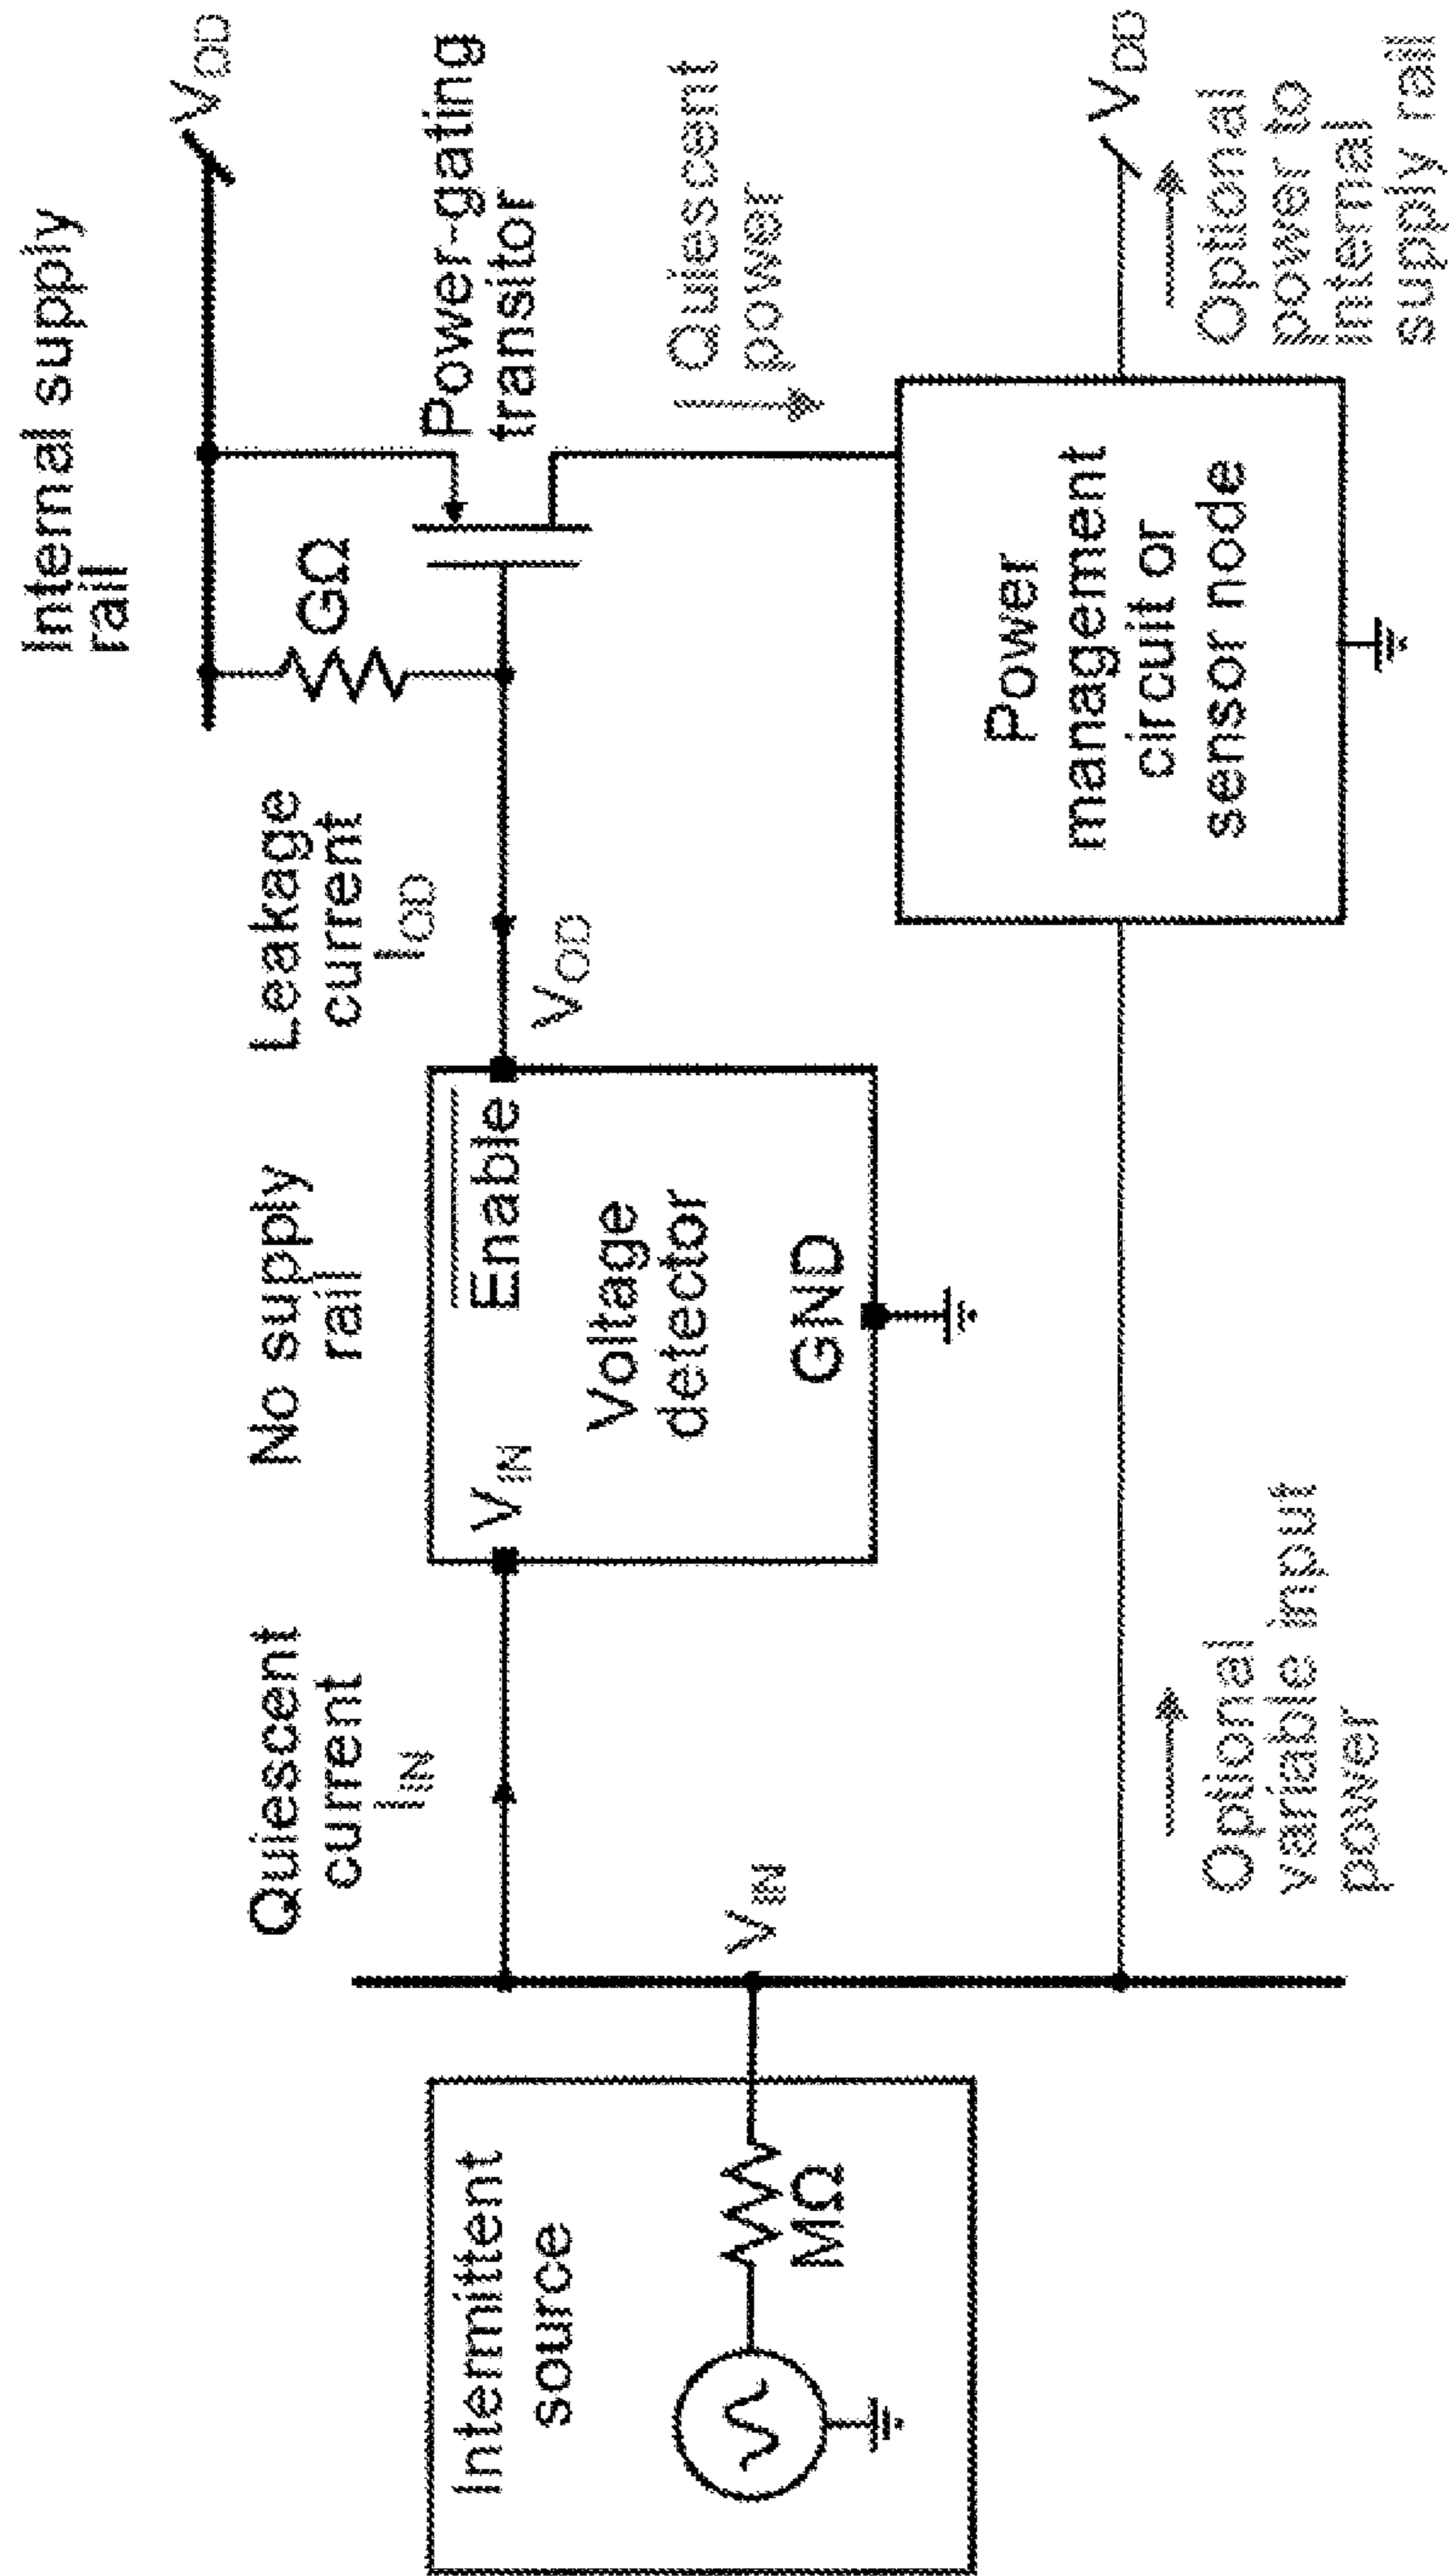 Internal supply
rail
V_DD
Quiescent
current
I_IN
No supply
rail
Leakage
current
I_OD
GΩ
Power-gating
transitor
Intermittent
source
MΩ
V_IN
V_IN
Enable
Voltage
detector
GND
V_OD
Quiescent
power
Power
management
circuit or
sensor node
V_DD
Optional
variable input
power
Optional
power to
internal
supply rail